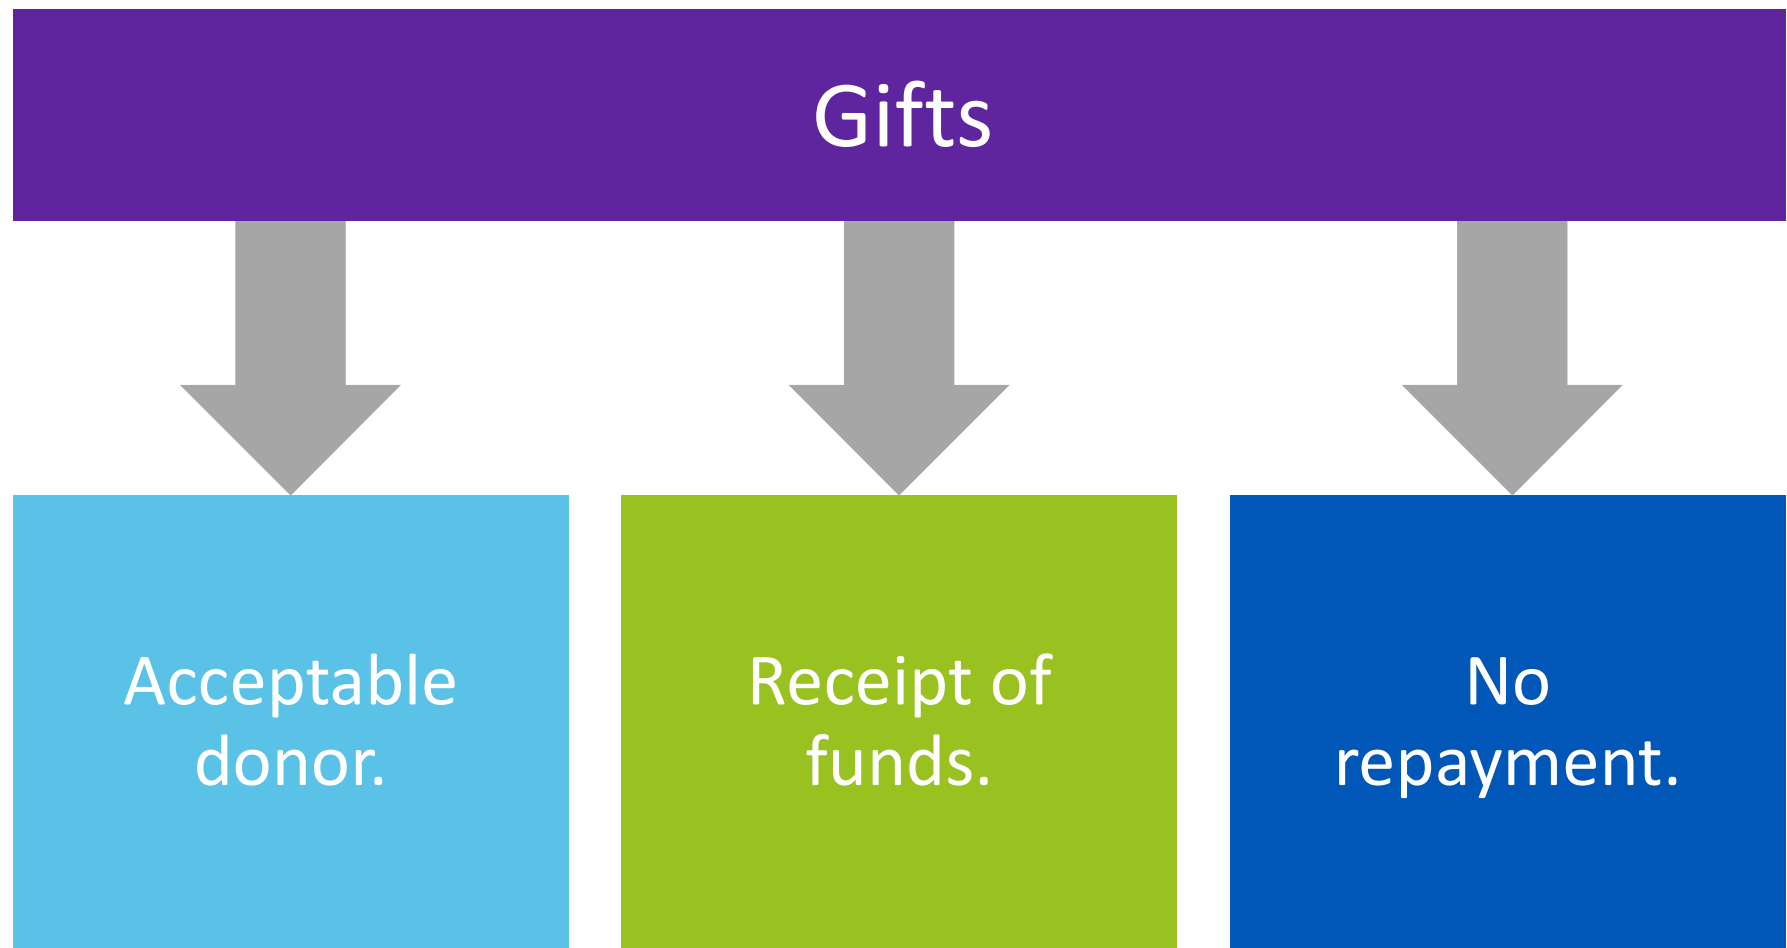 Gifts
Acceptable
donor.
Receipt of
funds.
No
repayment.